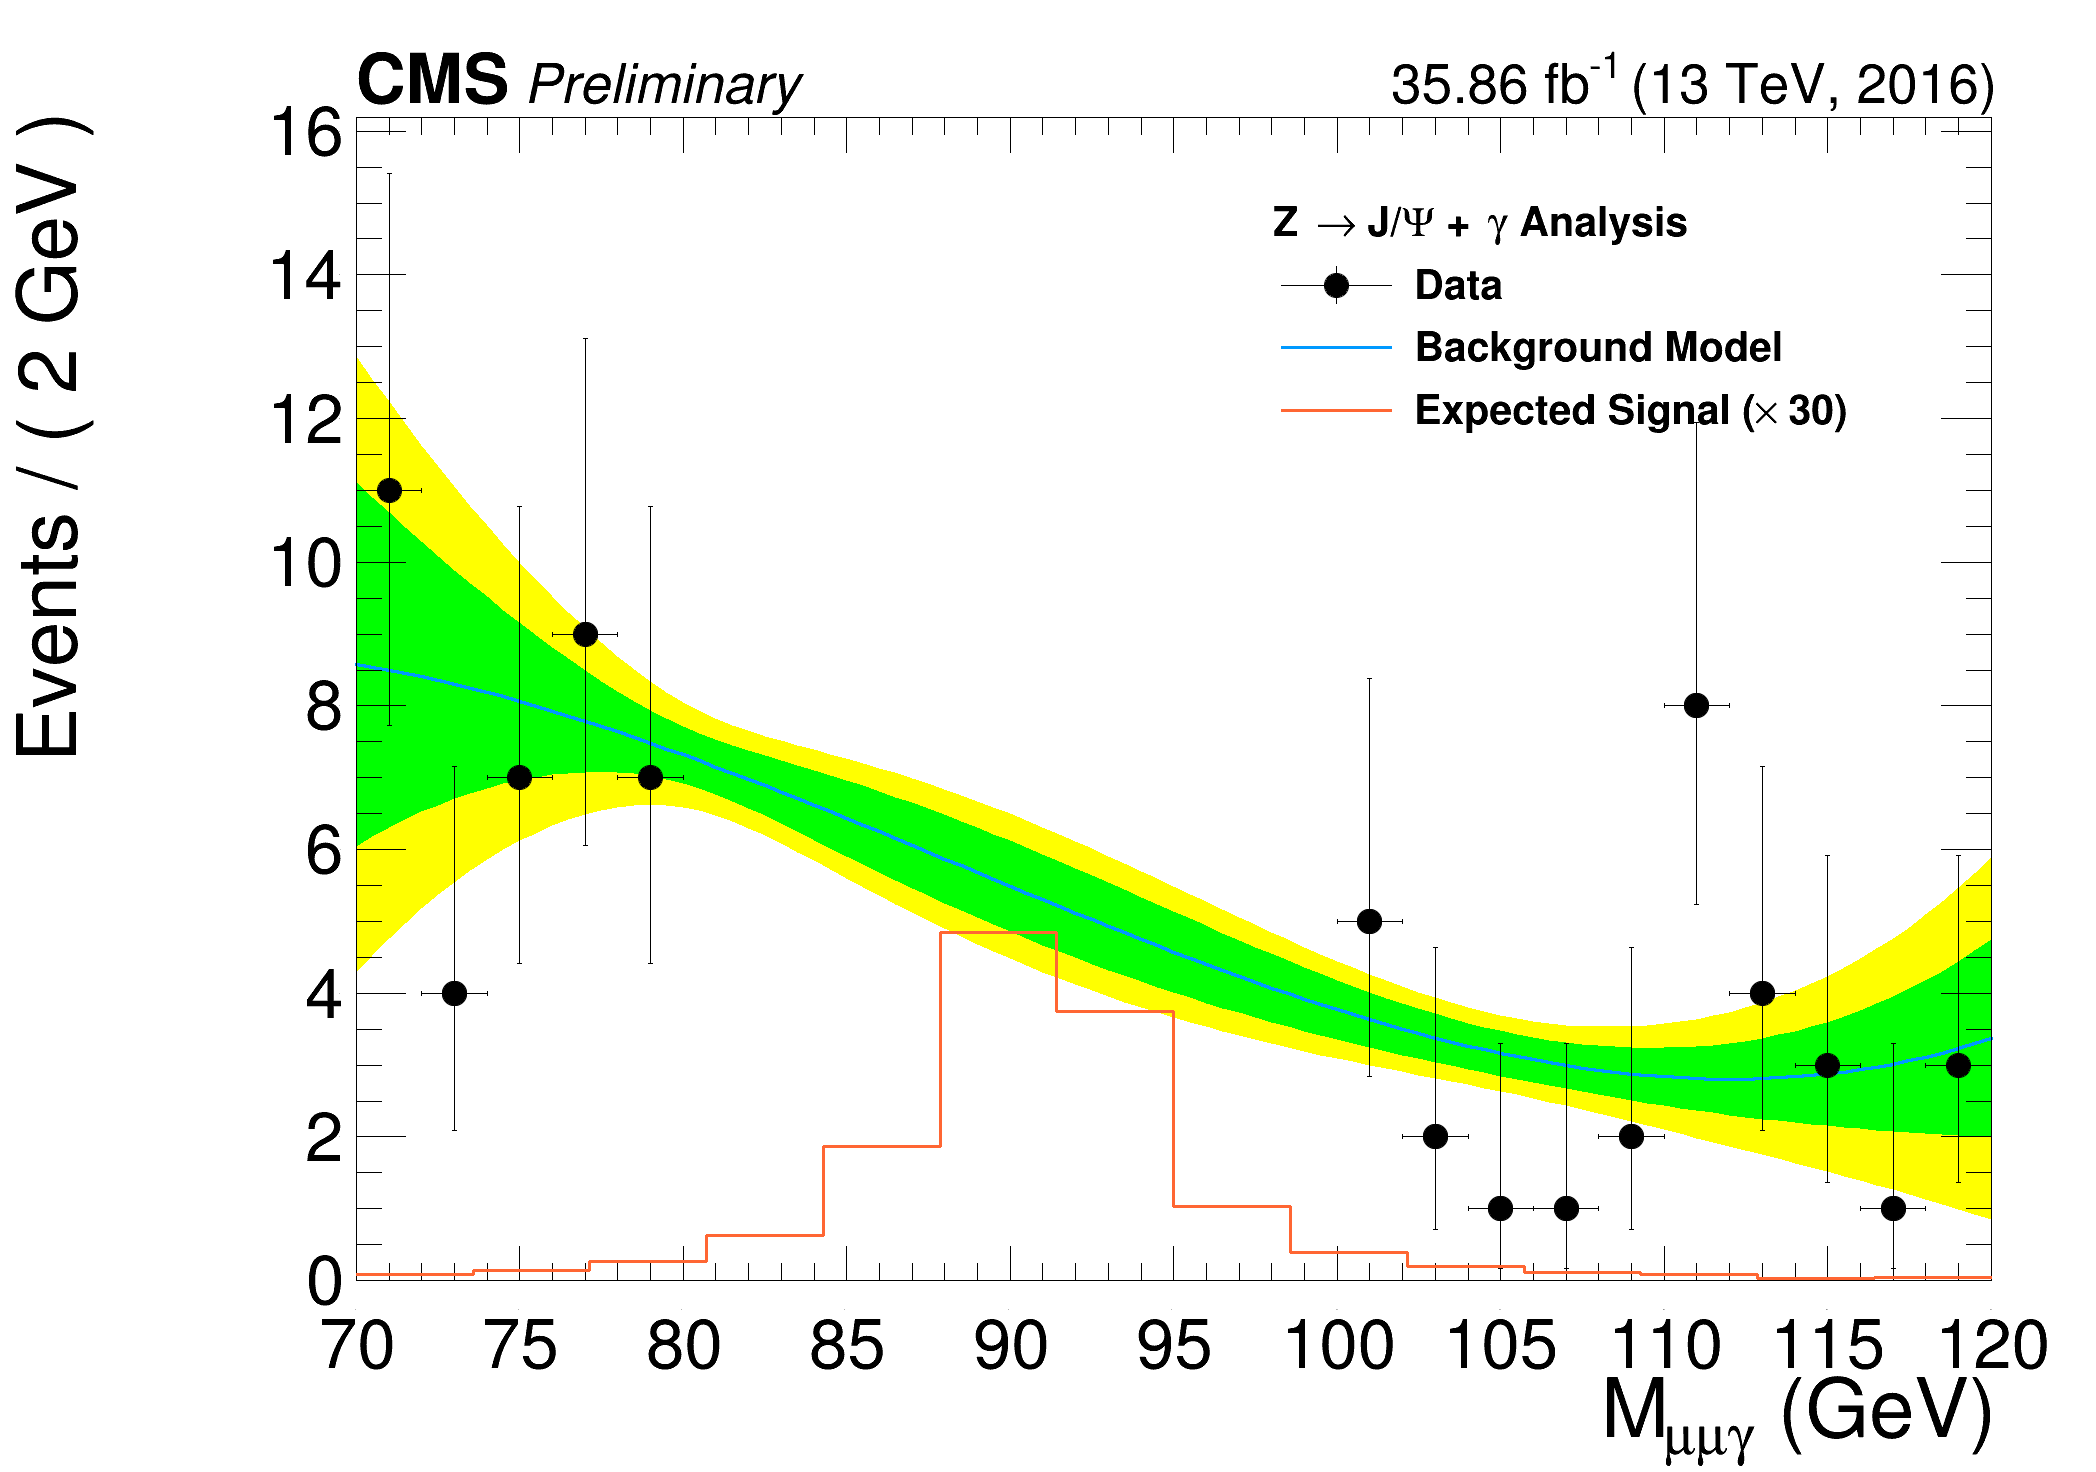 CMS Preliminary
35.86 fb⁻¹ (13 TeV, 2016)
Events / ( 2 GeV )
16
14
12
10
8
6
4
2
0
Z → J/Ψ + γ Analysis
Data
Background Model
Expected Signal (× 30)
70 75 80 85 90 95 100 105 110 115 120
M_μμγ (GeV)